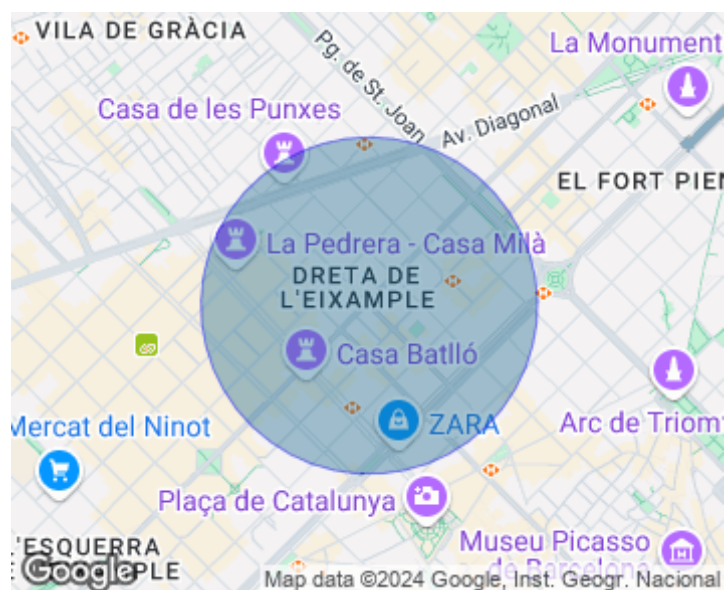 VILA DE GRÀCIA
Pg. de St. Joan
La Monument
Casa de les Punxes
Av. Diagonal
EL FORT PIEN
La Pedrera - Casa Milà
DRETA DE
L'EIXAMPLE
Casa Batlló
Mercat del Ninot
ZARA
Arc de Triomf
Plaça de Catalunya
'ESQUERRA
E L'EIXAMPLE
Museu Picasso
de Barcelona
Google
Map data ©2024 Google, Inst. Geogr. Nacional